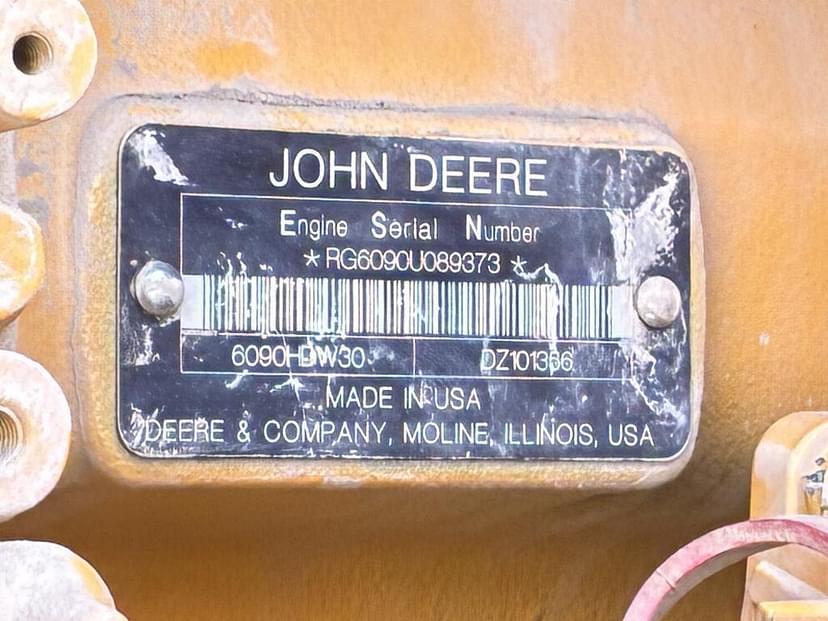 JOHN DEERE
Engine Serial Number
*RG6090U089373*
6090HDW30 DZ101366
MADE IN USA
DEERE & COMPANY, MOLINE, ILLINOIS, USA